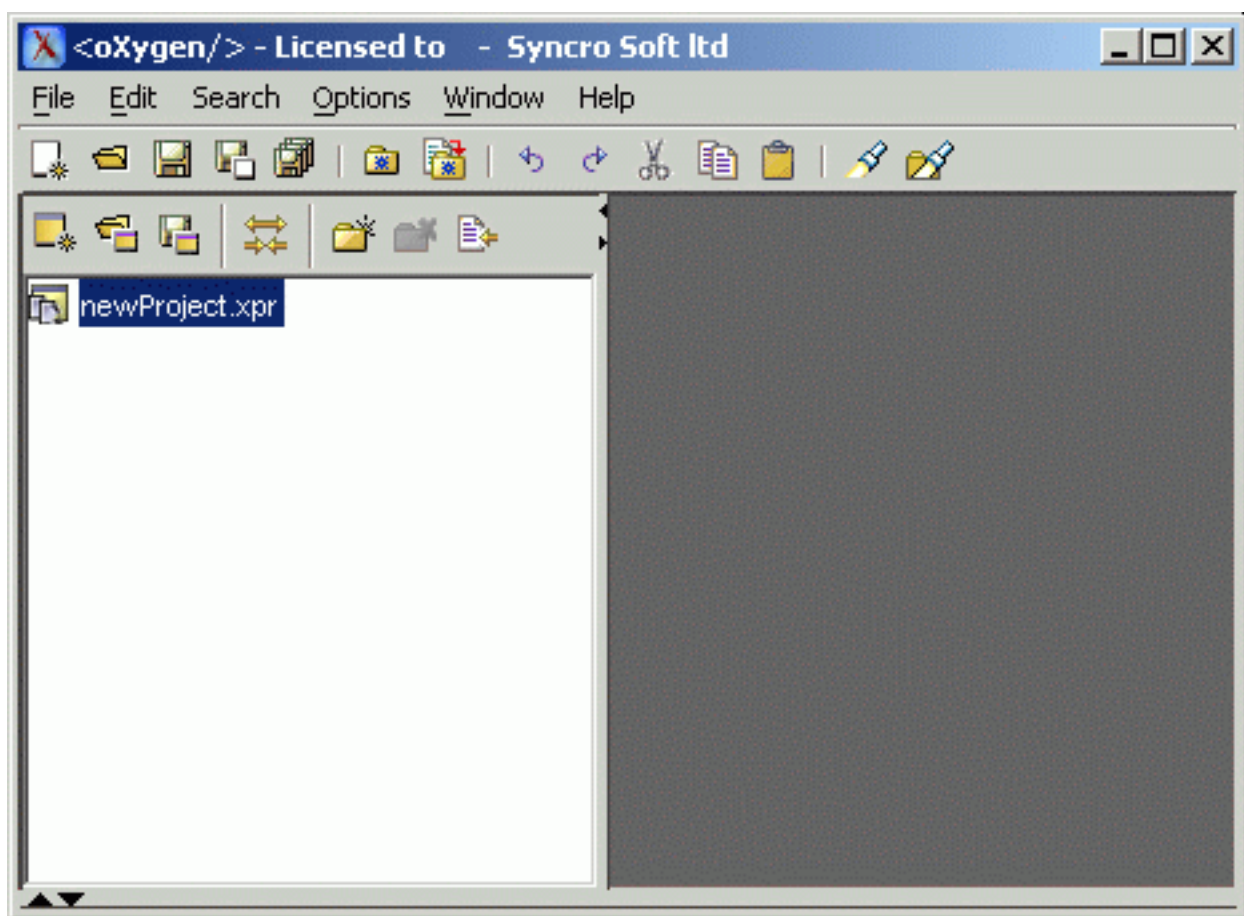 <oXygen/> - Licensed to - Syncro Soft ltd
File Edit Search Options Window Help
newProject.xpr